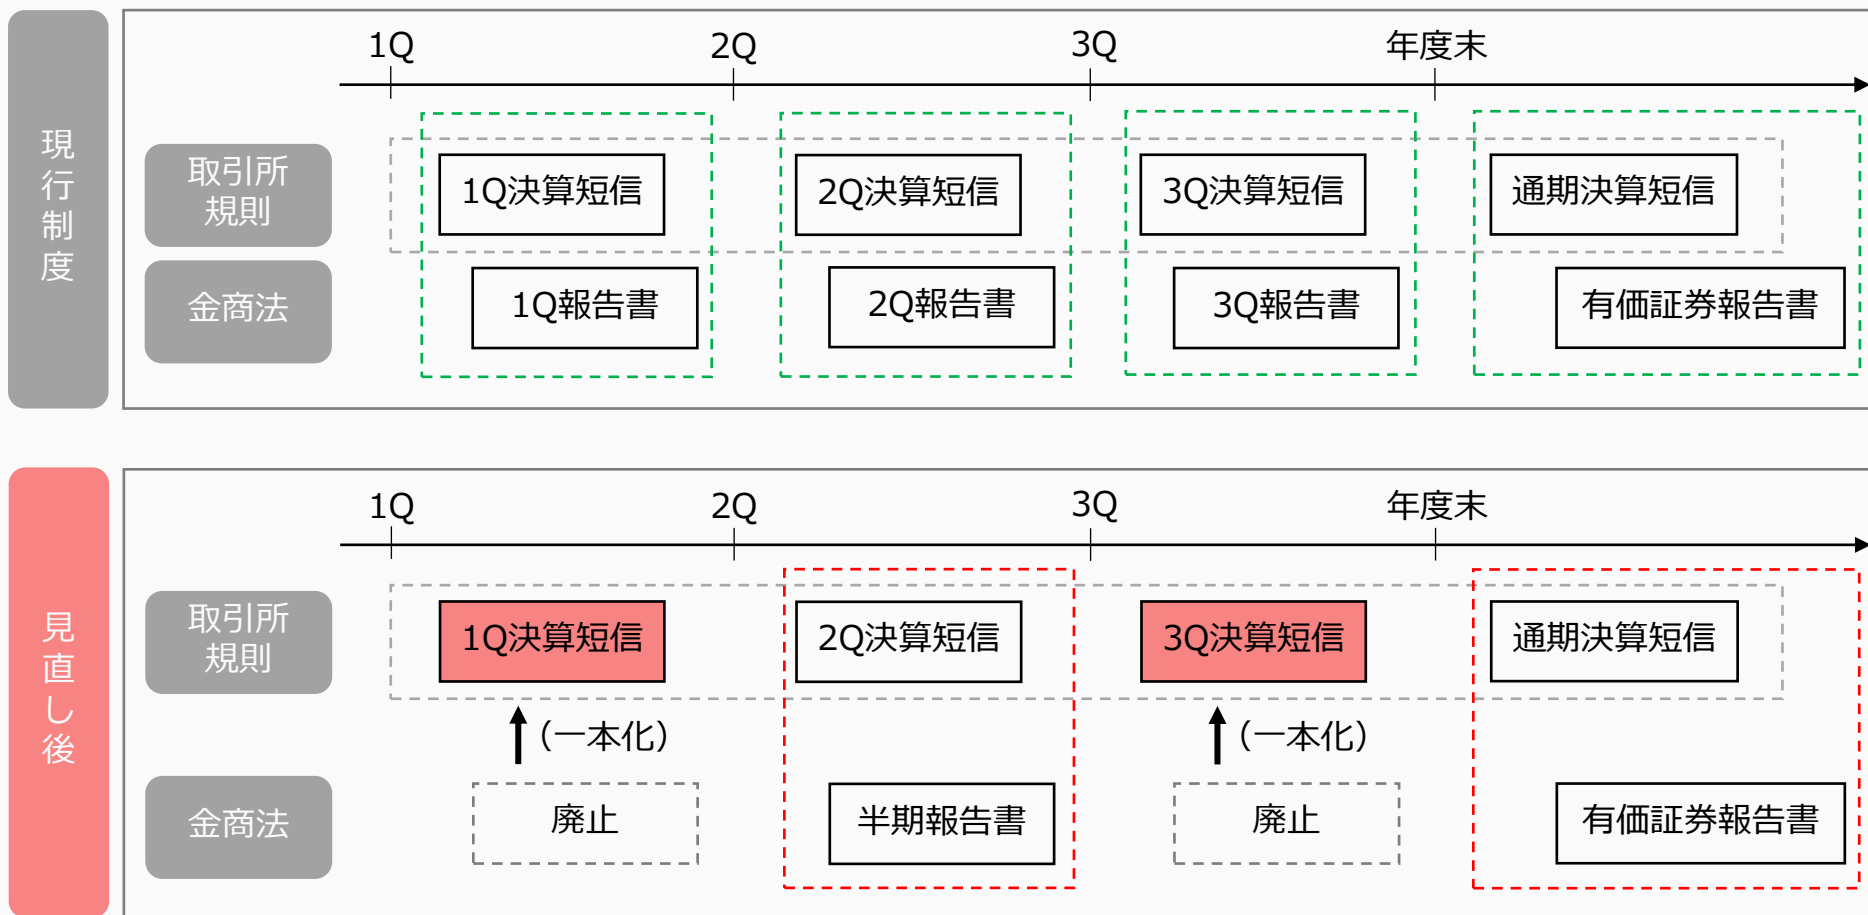 現行制度
1Q
2Q
3Q
年度末
取引所
規則
1Q決算短信
2Q決算短信
3Q決算短信
通期決算短信
金商法
1Q報告書
2Q報告書
3Q報告書
有価証券報告書
見直し後
1Q
2Q
3Q
年度末
取引所
規則
1Q決算短信
2Q決算短信
3Q決算短信
通期決算短信
（一本化）
（一本化）
金商法
廃止
半期報告書
廃止
有価証券報告書